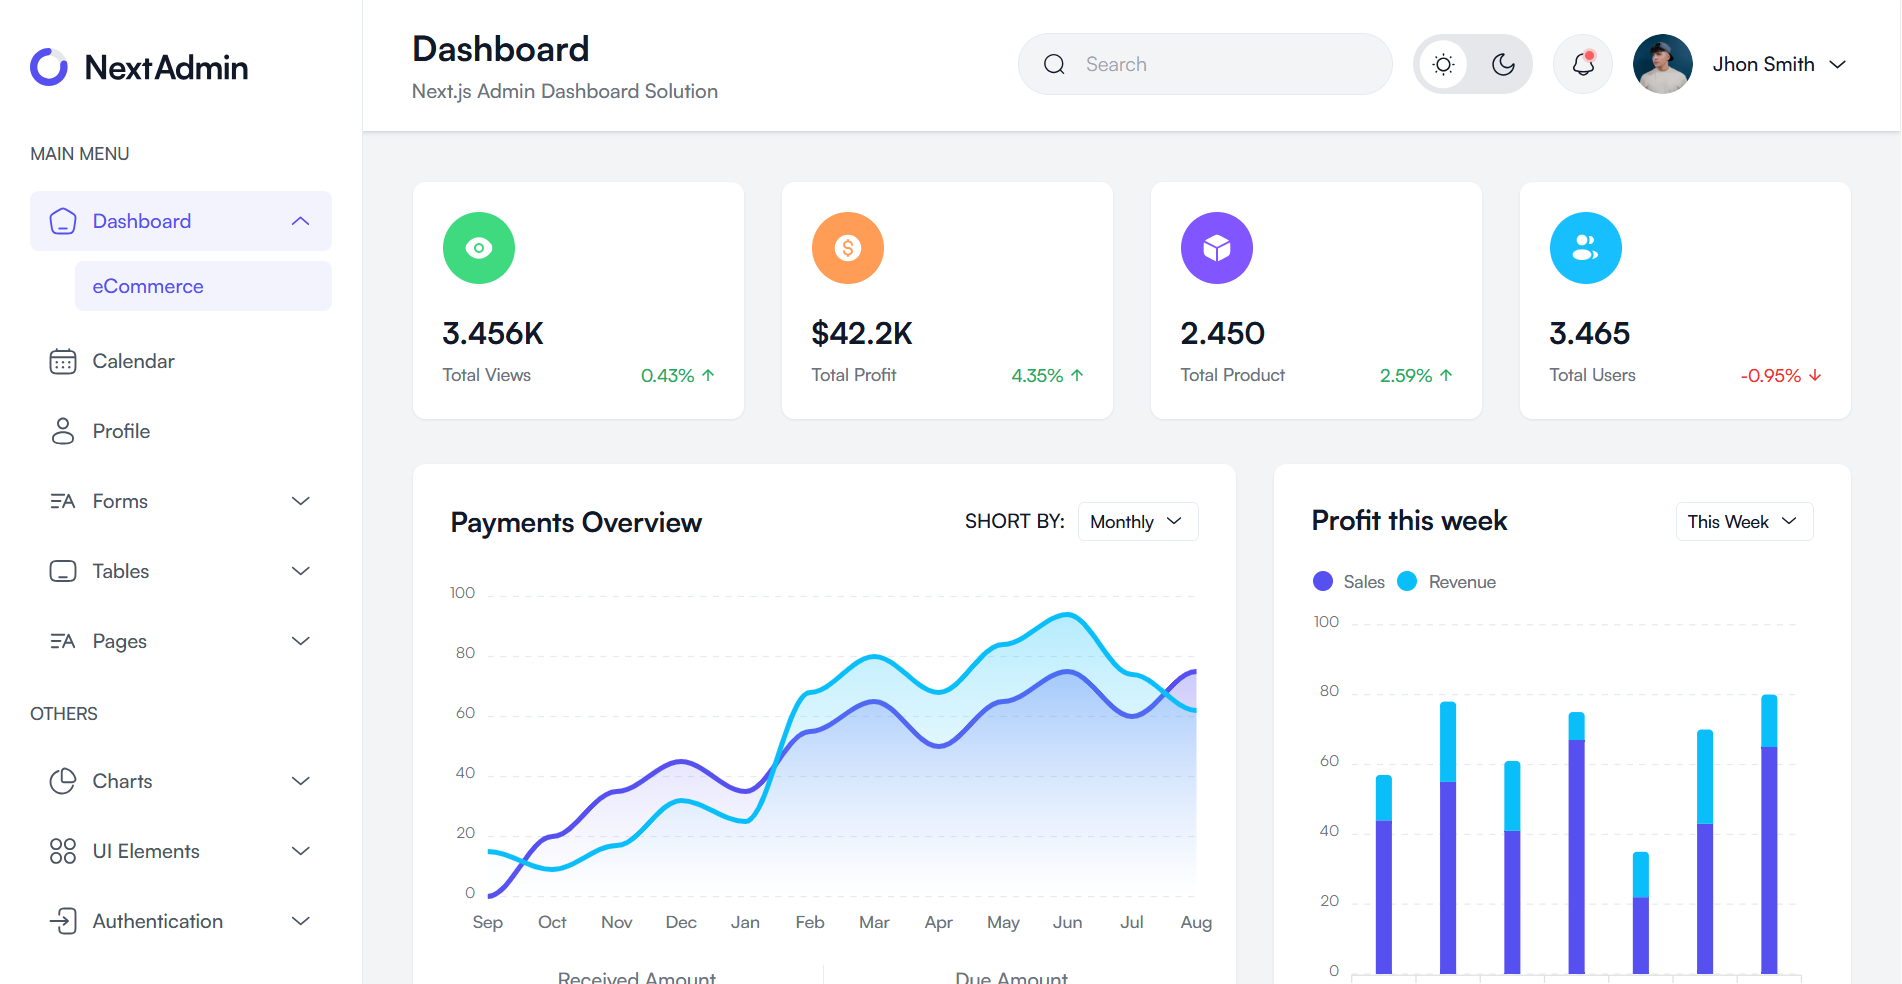 NextAdmin
MAIN MENU
Dashboard
eCommerce
Calendar
Profile
Forms
Tables
Pages
OTHERS
Charts
UI Elements
Authentication
Dashboard
Next.js Admin Dashboard Solution
Search
Jhon Smith
3.456K
Total Views
0.43%
$42.2K
Total Profit
4.35%
2.450
Total Product
2.59%
3.465
Total Users
-0.95%
Payments Overview
SHORT BY:
Monthly
100
80
60
40
20
0
Sep Oct Nov Dec Jan Feb Mar Apr May Jun Jul Aug
Received Amount
Due Amount
Profit this week
This Week
Sales
Revenue
100
80
60
40
20
0